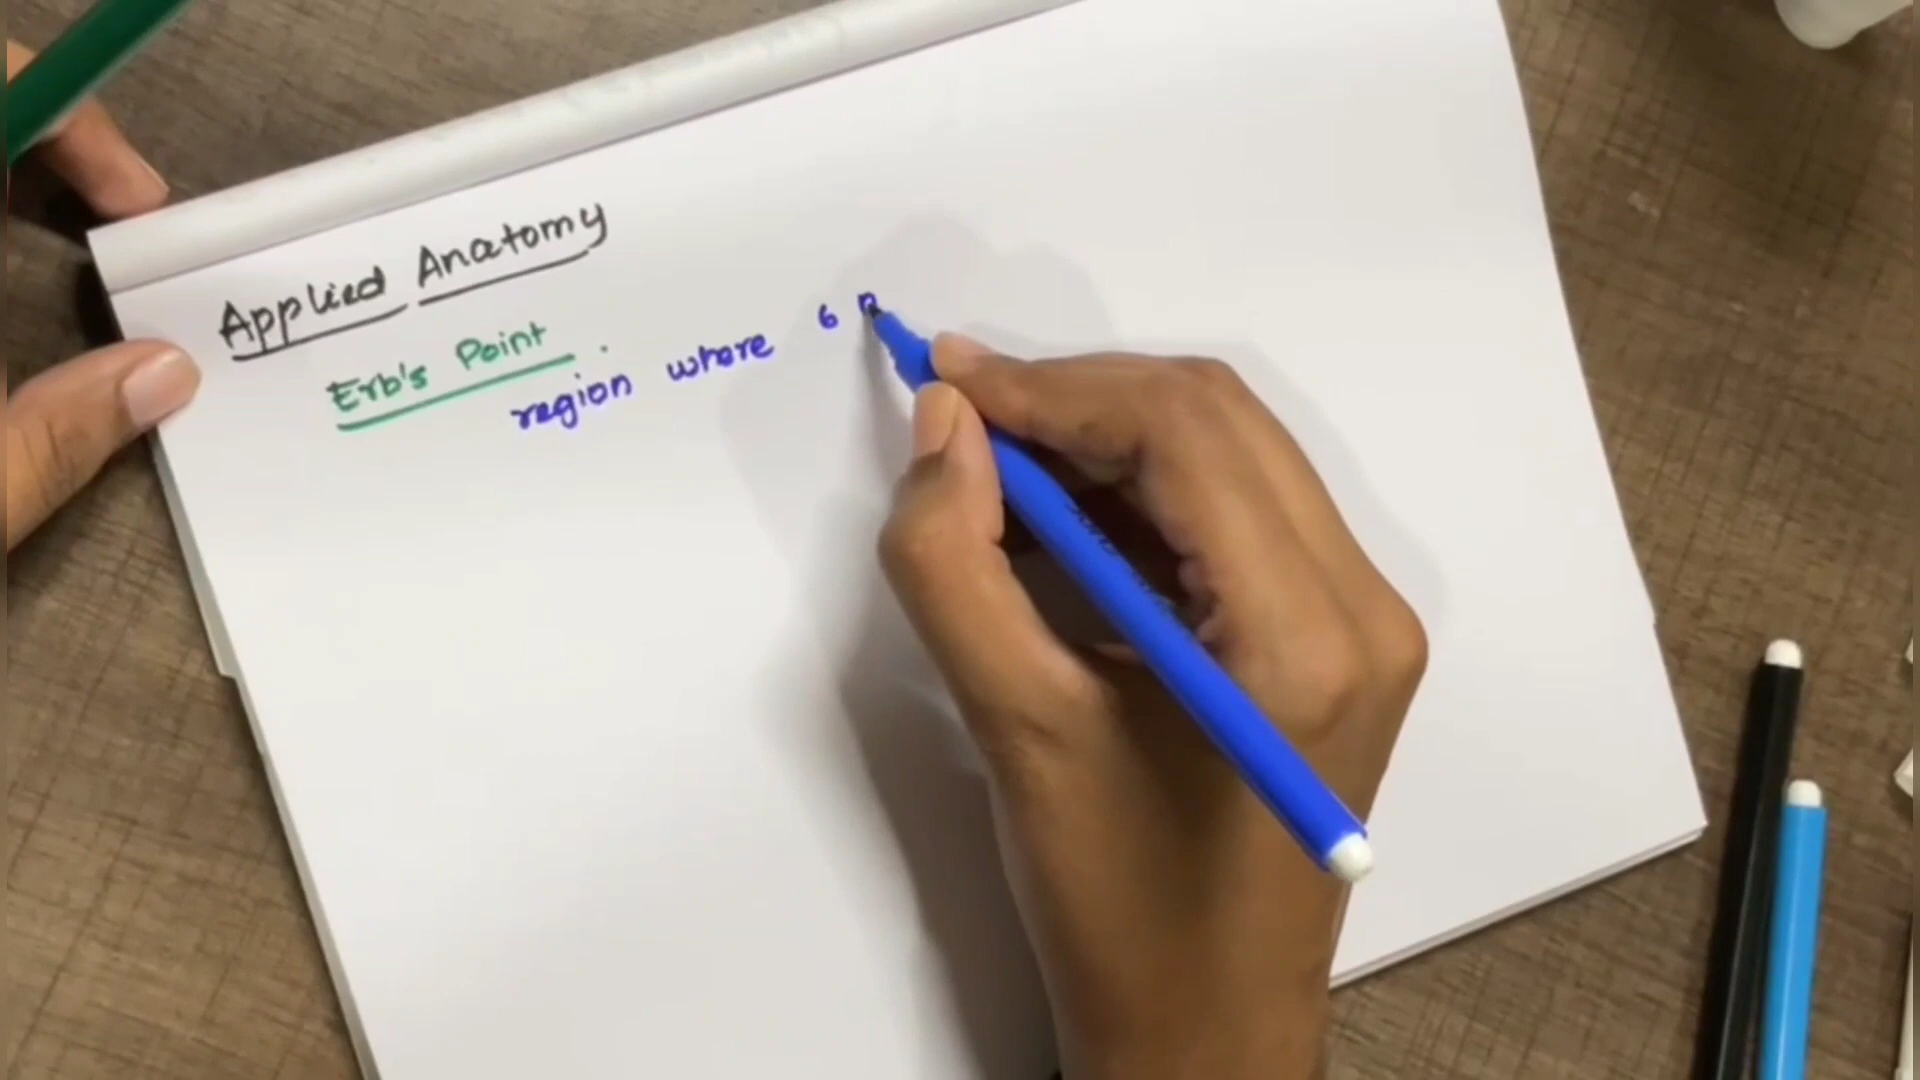 Applied Anatomy
Erb's Point .
region where 6 n